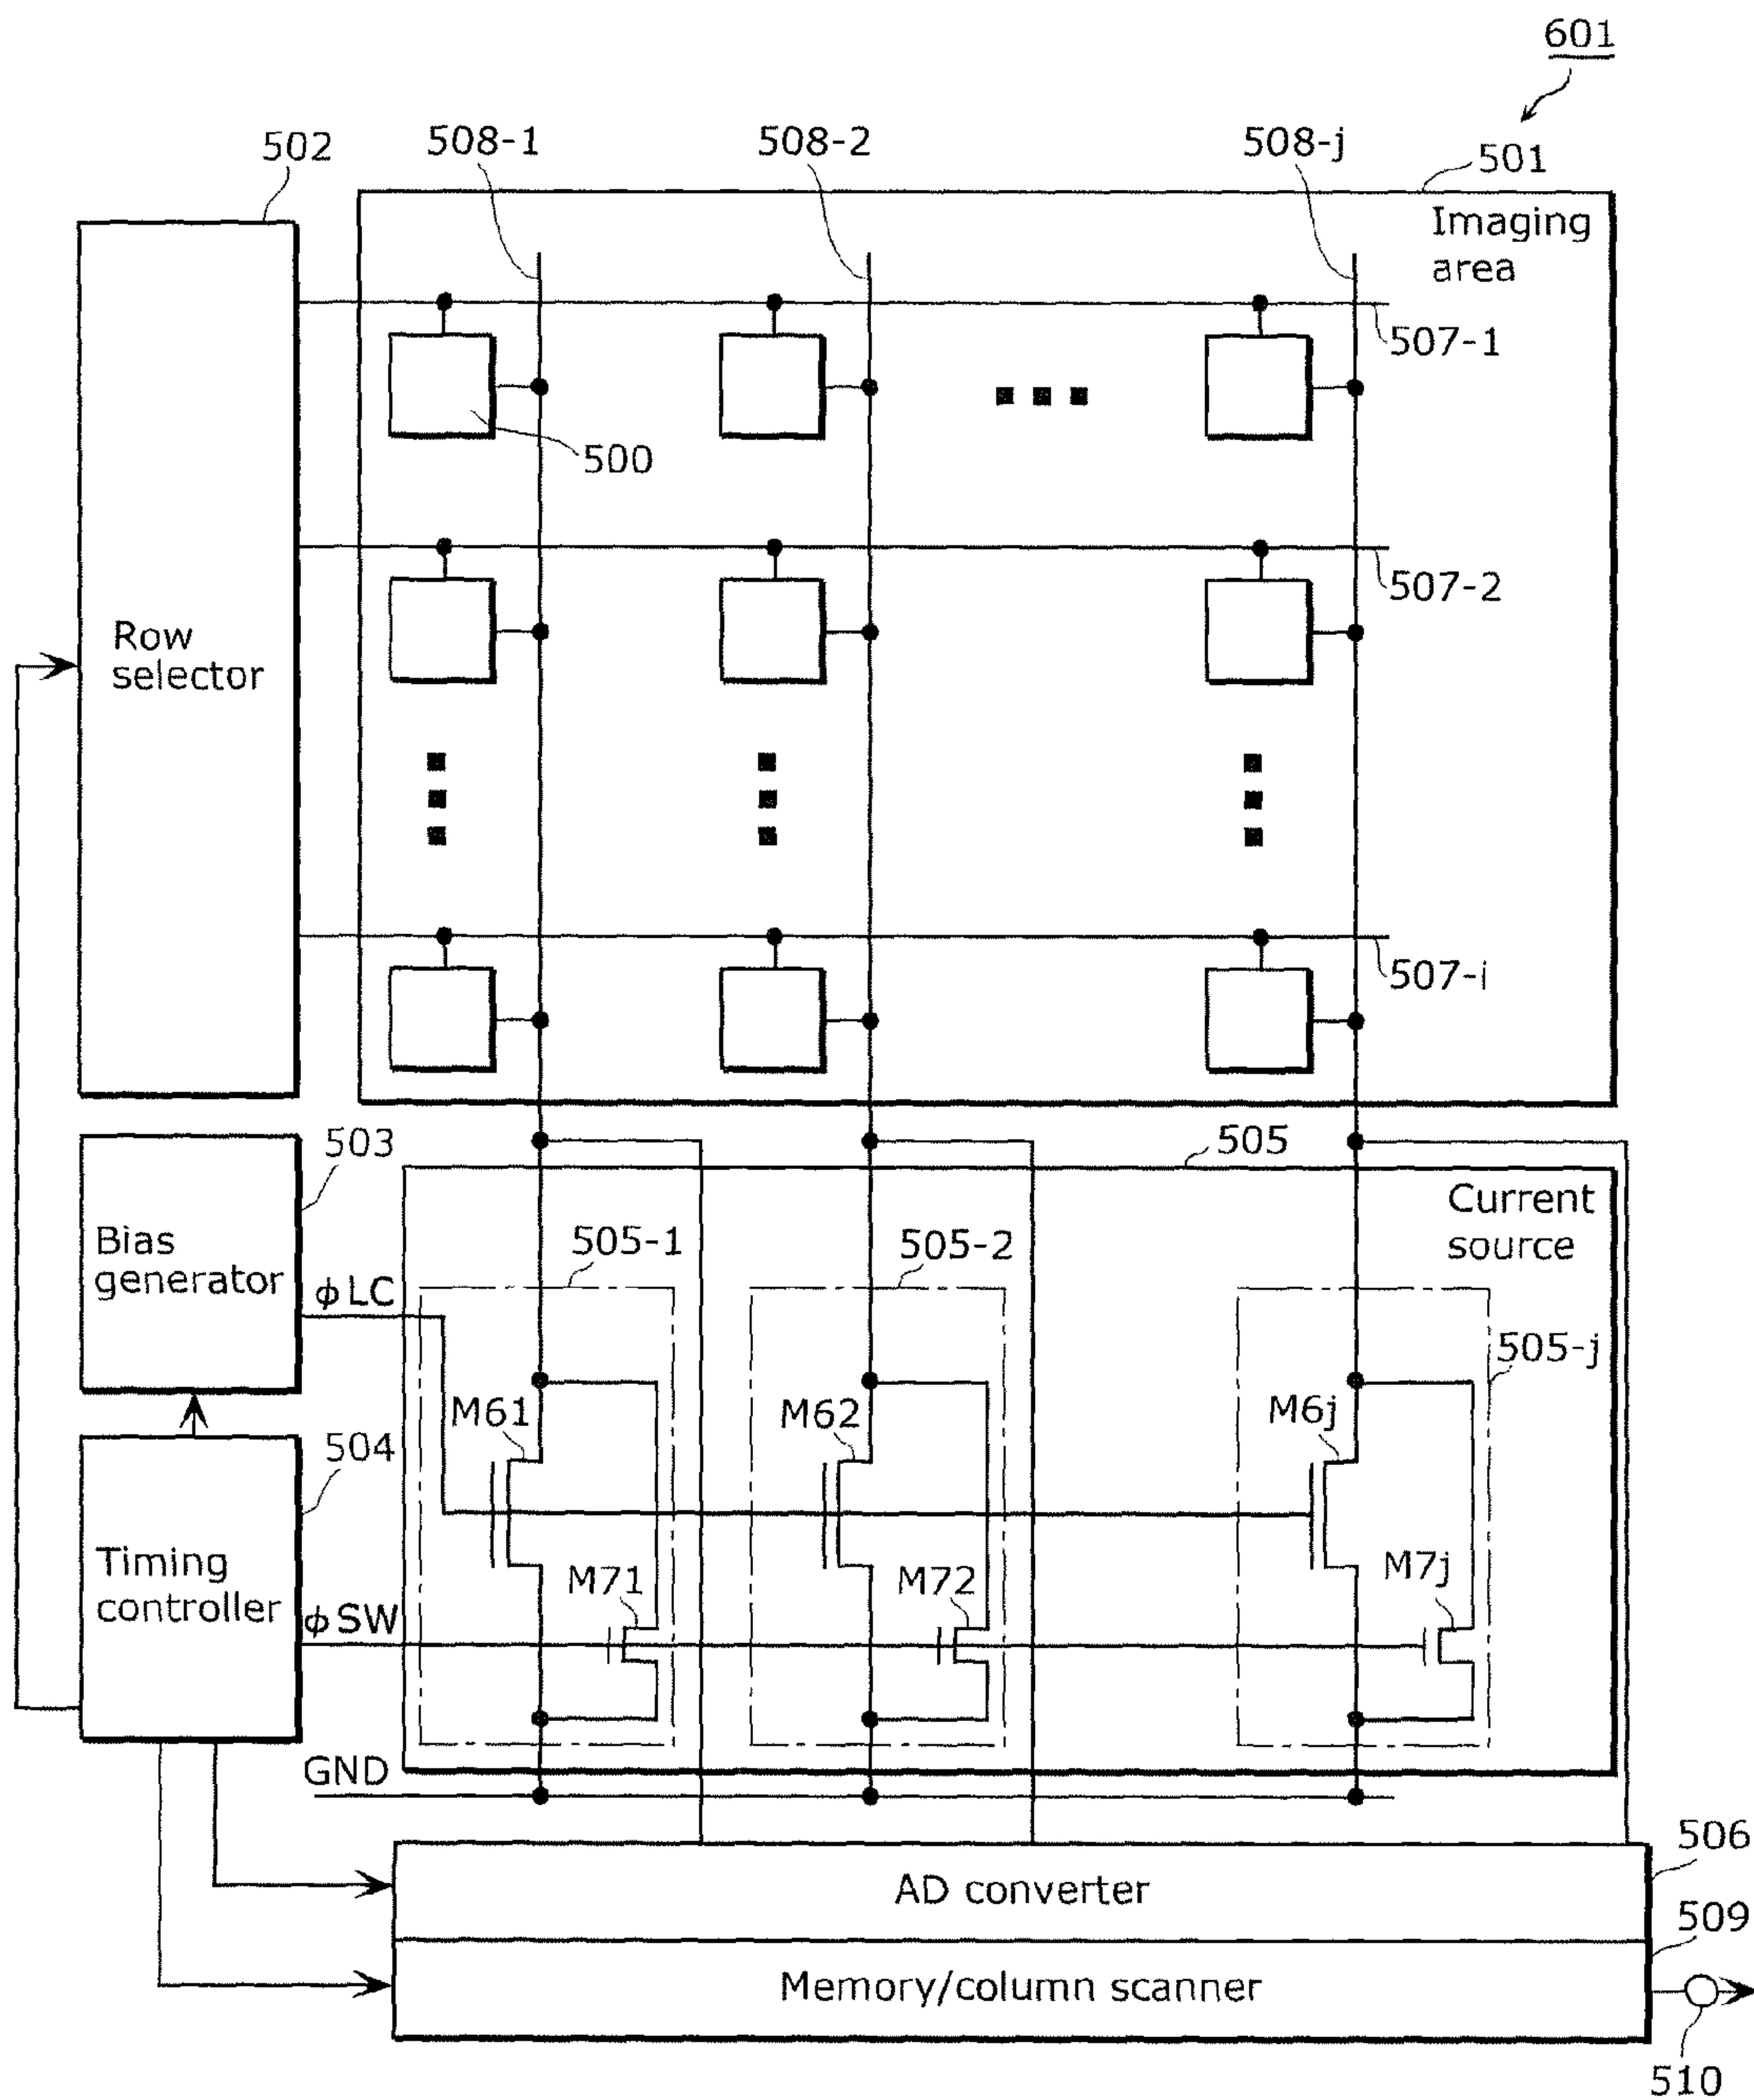 601
502
508-1
508-2
508-j
501
Imaging
area
507-1
500
507-2
Row
selector
507-i
503
505
Current
source
Bias
generator
505-1
505-2
φLC
505-j
M61
M62
M6j
504
Timing
controller
M71
M72
M7j
φSW
GND
506
AD converter
509
Memory/column scanner
510